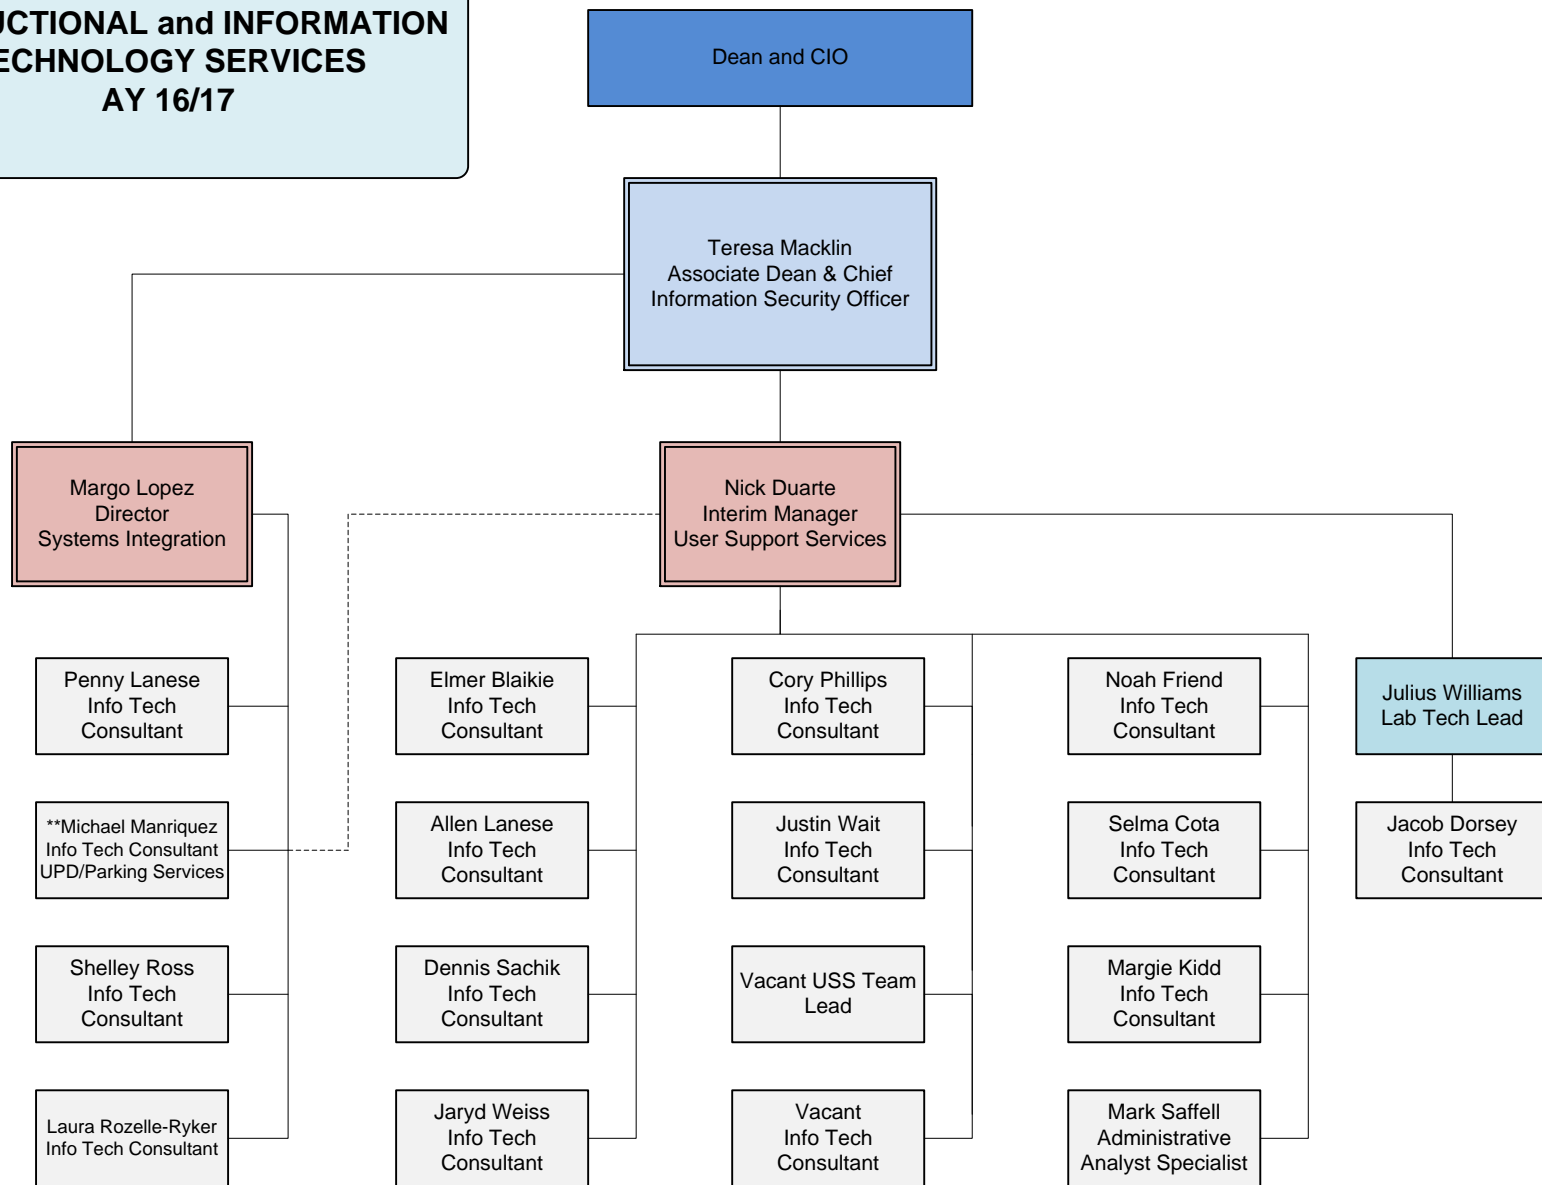 and INFORMATION
SERVICES
AY 16/17
Dean and CIO
Teresa Macklin
Associate Dean & Chief
Information Security Officer
Margo Lopez
Director
Systems Integration
Nick Duarte
Interim Manager
User Support Services
Penny Lanese
Info Tech
Consultant
Elmer Blaikie
Info Tech
Consultant
Cory Phillips
Info Tech
Consultant
Noah Friend
Info Tech
Consultant
Julius Williams
Lab Tech Lead
**Michael Manriquez
Info Tech Consultant
UPD/Parking Services
Allen Lanese
Info Tech
Consultant
Justin Wait
Info Tech
Consultant
Selma Cota
Info Tech
Consultant
Jacob Dorsey
Info Tech
Consultant
Shelley Ross
Info Tech
Consultant
Dennis Sachik
Info Tech
Consultant
Vacant USS Team
Lead
Margie Kidd
Info Tech
Consultant
Laura Rozelle-Ryker
Info Tech Consultant
Jaryd Weiss
Info Tech
Consultant
Vacant
Info Tech
Consultant
Mark Saffell
Administrative
Analyst Specialist